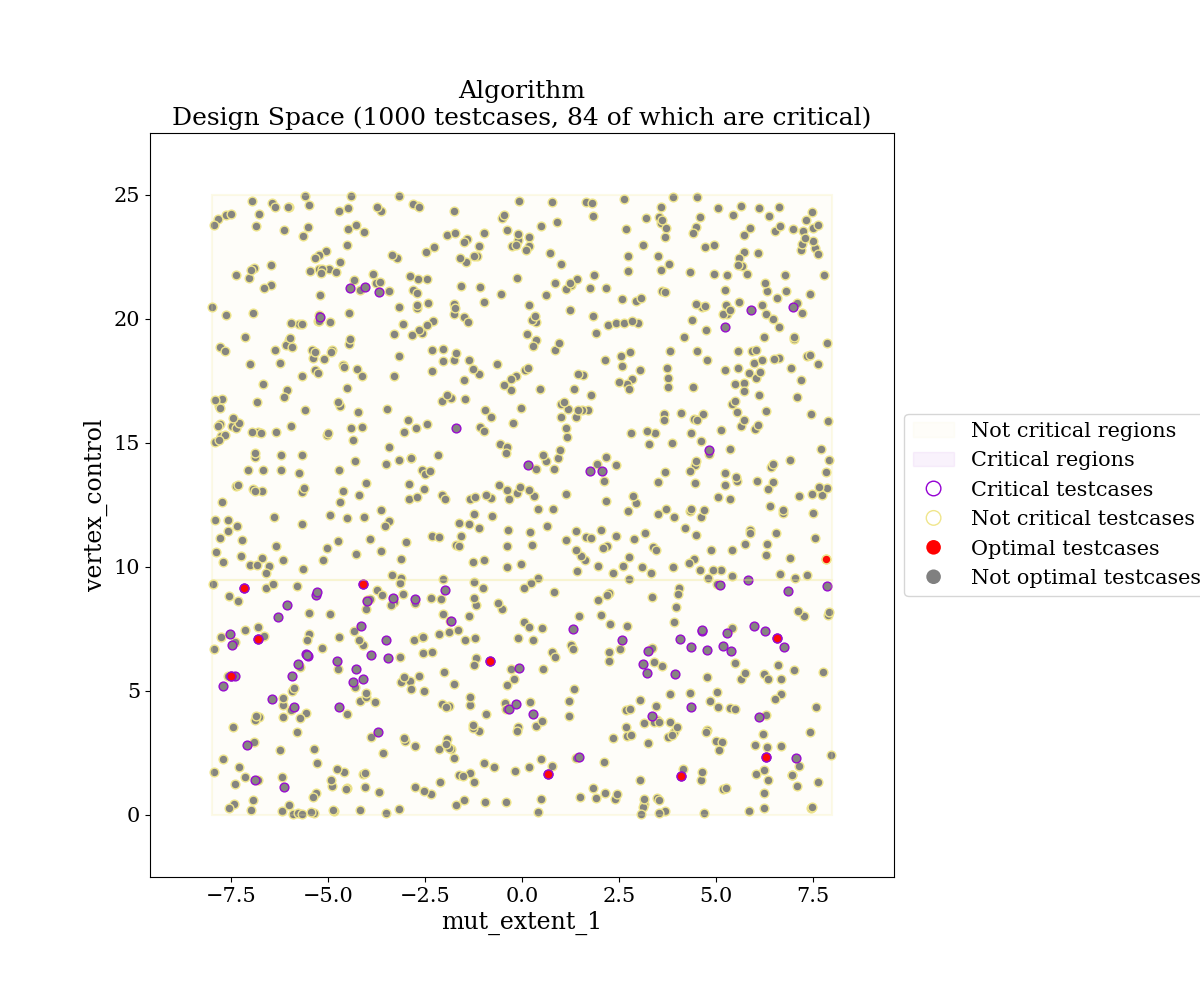 Algorithm
Design Space (1000 testcases, 84 of which are critical)
25
20
15
10
5
0
vertex_control
−7.5
−5.0
−2.5
0.0
2.5
5.0
7.5
mut_extent_1
Not critical regions
Critical regions
Critical testcases
Not critical testcases
Optimal testcases
Not optimal testcases